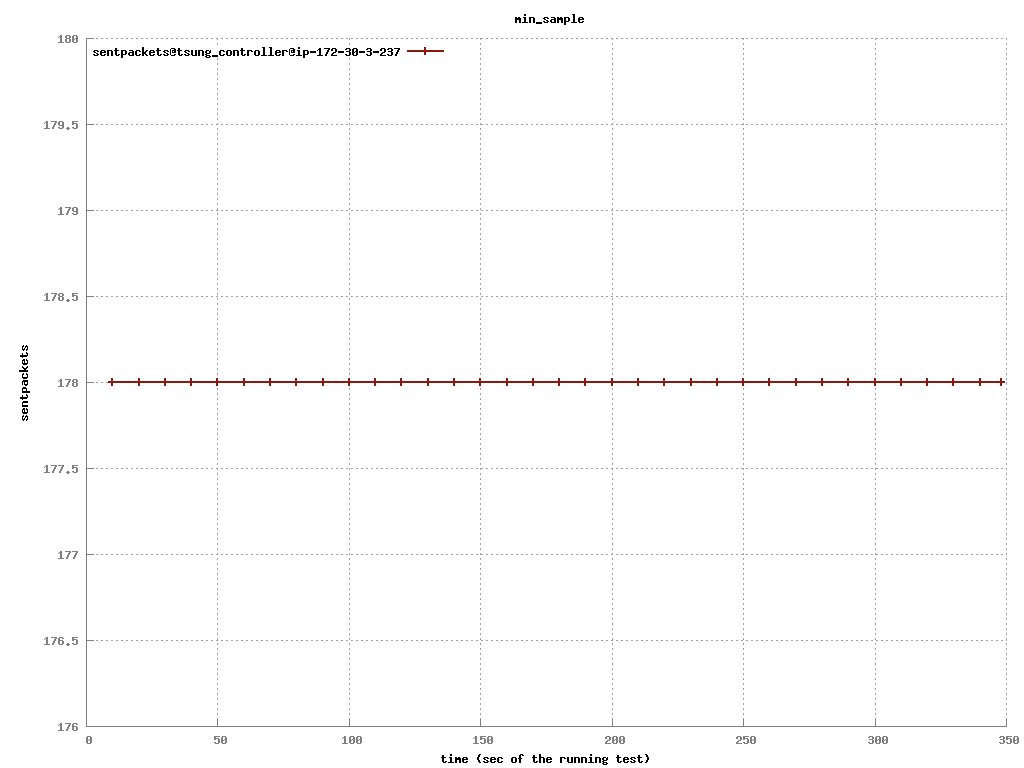 min_sample
180
sentpackets@tsung_controller@ip-172-30-3-237
179.5
179
178.5
sentpackets
178
177.5
177
176.5
176
0 50 100 150 200 250 300 350
time (sec of the running test)